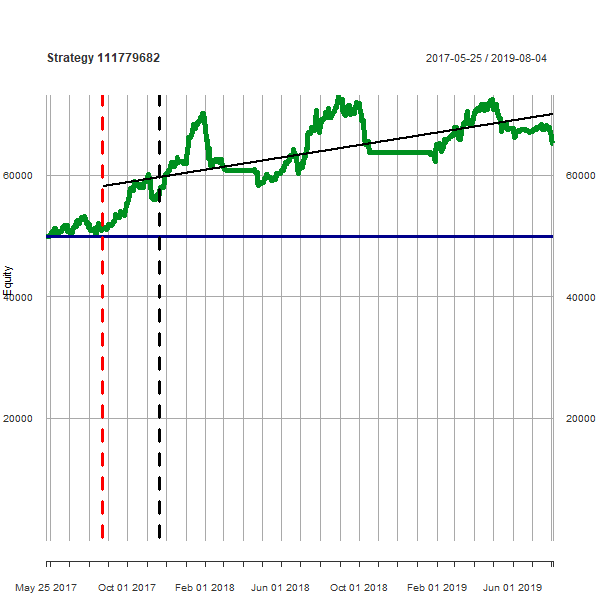 Strategy 111779682
2017-05-25 / 2019-08-04
60000
60000
Equity
40000
40000
20000
20000
May 25 2017
Oct 01 2017
Feb 01 2018
Jun 01 2018
Oct 01 2018
Feb 01 2019
Jun 01 2019